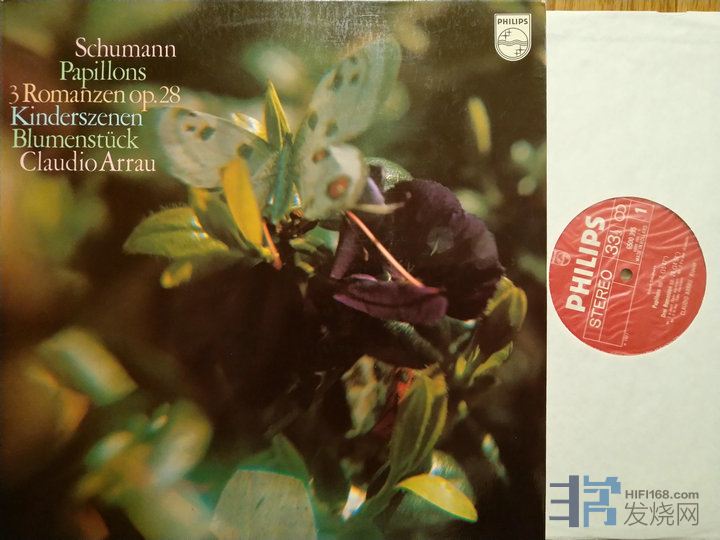 Schumann
Papillons
3 Romanzen op.28
Kinderszenen
Blumenstück
Claudio Arrau
PHILIPS
PHILIPS
STEREO
33⅓
1
HIFI168.com
发烧网